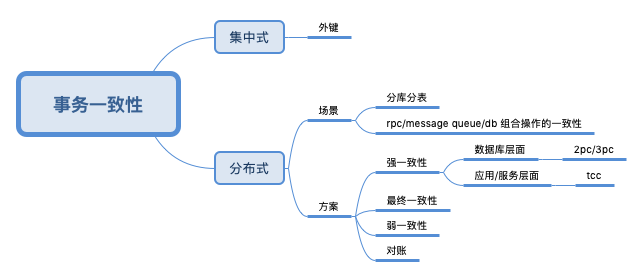 事务一致性
集中式
外键
分布式
场景
分库分表
rpc/message queue/db 组合操作的一致性
方案
强一致性
数据库层面
2pc/3pc
应用/服务层面
tcc
最终一致性
弱一致性
对账